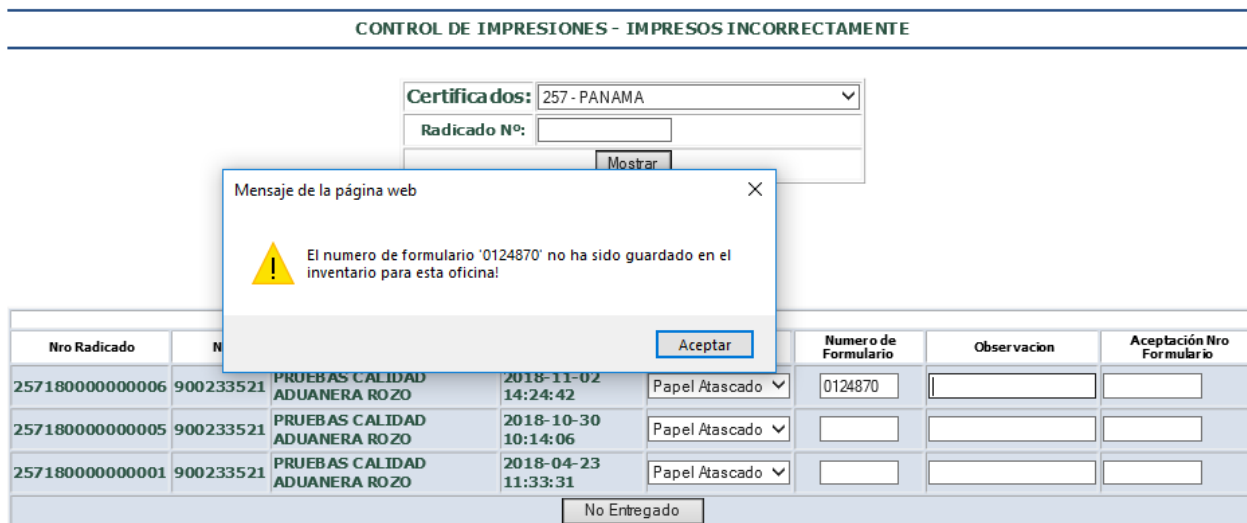 CONTROL DE IMPRESIONES - IMPRESOS INCORRECTAMENTE
Certificados: 257 - PANAMA
Radicado Nº:
Mostrar
Mensaje de la página web
El numero de formulario '0124870' no ha sido guardado en el
inventario para esta oficina!
Aceptar
Nro Radicado N Numero de Formulario Observacion Aceptación Nro Formulario
257180000000006 900233521 PRUEBAS CALIDAD ADUANERA ROZO 2018-11-02 14:24:42 Papel Atascado 0124870
257180000000005 900233521 PRUEBAS CALIDAD ADUANERA ROZO 2018-10-30 10:14:06 Papel Atascado
257180000000001 900233521 PRUEBAS CALIDAD ADUANERA ROZO 2018-04-23 11:33:31 Papel Atascado
No Entregado